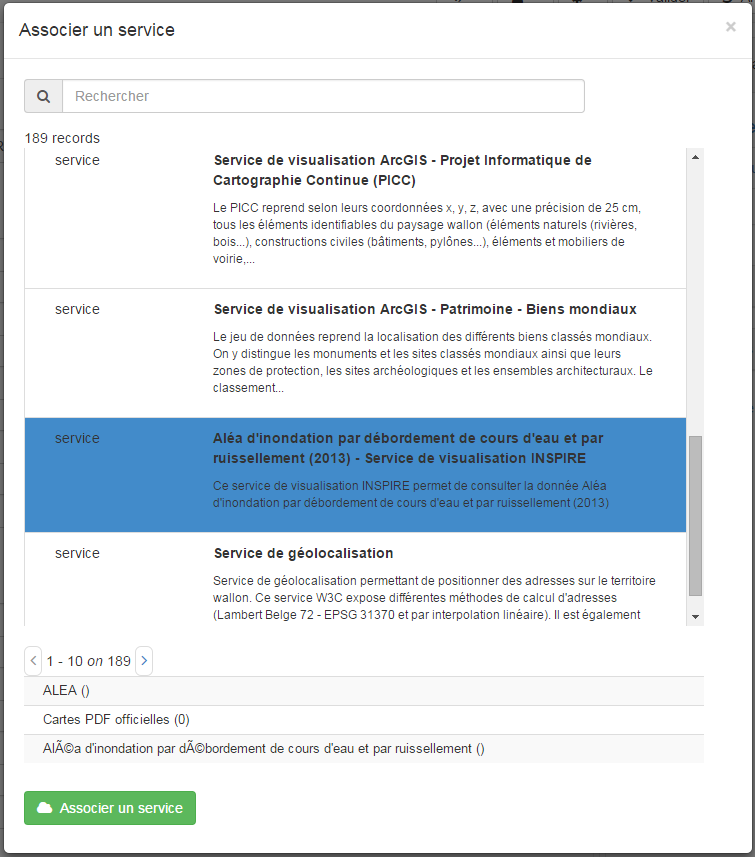 Associer un service
×
Rechercher
189 records
service
Service de visualisation ArcGIS - Projet Informatique de
Cartographie Continue (PICC)
Le PICC reprend selon leurs coordonnées x, y, z, avec une précision de 25 cm,
tous les éléments identifiables du paysage wallon (éléments naturels (rivières,
bois...), constructions civiles (bâtiments, pylônes...), éléments et mobiliers de
voirie,...
service
Service de visualisation ArcGIS - Patrimoine - Biens mondiaux
Le jeu de données reprend la localisation des différents biens classés mondiaux.
On y distingue les monuments et les sites classés mondiaux ainsi que leurs
zones de protection, les sites archéologiques et les ensembles architecturaux. Le
classement...
service
Aléa d'inondation par débordement de cours d'eau et par
ruissellement (2013) - Service de visualisation INSPIRE
Ce service de visualisation INSPIRE permet de consulter la donnée Aléa
d'inondation par débordement de cours d'eau et par ruissellement (2013)
service
Service de géolocalisation
Service de géolocalisation permettant de positionner des adresses sur le territoire
wallon. Ce service W3C expose différentes méthodes de calcul d'adresses
(Lambert Belge 72 - EPSG 31370 et par interpolation linéaire). Il est également
1 - 10 on 189
ALEA ()
Cartes PDF officielles (0)
AlÃ©a d'inondation par dÃ©bordement de cours d'eau et par ruissellement ()
Associer un service